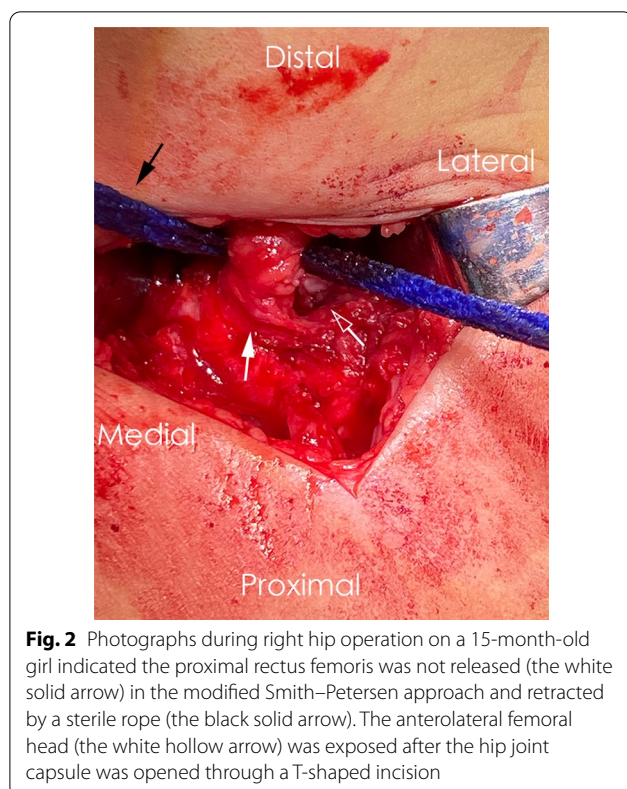 Distal
Lateral
Medial
Proximal
Fig. 2 Photographs during right hip operation on a 15-month-old
girl indicated the proximal rectus femoris was not released (the white
solid arrow) in the modified Smith–Petersen approach and retracted
by a sterile rope (the black solid arrow). The anterolateral femoral
head (the white hollow arrow) was exposed after the hip joint
capsule was opened through a T-shaped incision